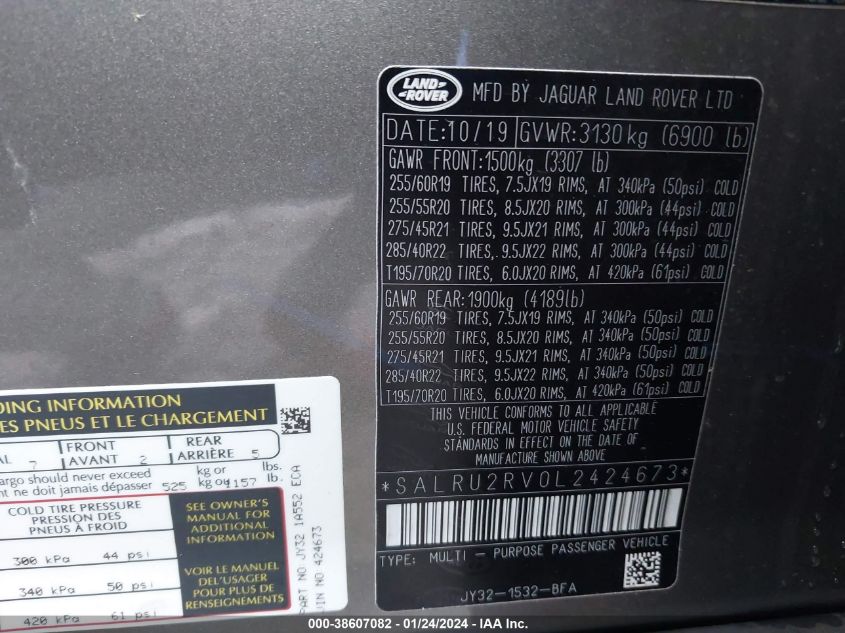 LAND ROVER MFD BY JAGUAR LAND ROVER LTD
DATE:10/19 GVWR:3130kg (6900 lb)
GAWR FRONT:1500kg (3307 lb)
255/60R19 TIRES, 7.5JX19 RIMS, AT 340kPa (50psi) COLD
255/55R20 TIRES, 8.5JX20 RIMS, AT 300kPa (44psi) COLD
275/45R21 TIRES, 9.5JX21 RIMS, AT 300kPa (44psi) COLD
285/40R22 TIRES, 9.5JX22 RIMS, AT 300kPa (44psi) COLD
T195/70R20 TIRES, 6.0JX20 RIMS, AT 420kPa (61psi) COLD
GAWR REAR:1900kg (4189lb)
255/60R19 TIRES, 7.5JX19 RIMS, AT 340kPa (50psi) COLD
255/55R20 TIRES, 8.5JX20 RIMS, AT 340kPa (50psi) COLD
275/45R21 TIRES, 9.5JX21 RIMS, AT 340kPa (50psi) COLD
285/40R22 TIRES, 9.5JX22 RIMS, AT 340kPa (50psi) COLD
T195/70R20 TIRES, 6.0JX20 RIMS, AT 420kPa (61psi) COLD
THIS VEHICLE CONFORMS TO ALL APPLICABLE
U.S. FEDERAL MOTOR VEHICLE SAFETY
STANDARDS IN EFFECT ON THE DATE OF
MANUFACTURE SHOWN ABOVE
*SALRU2RV0L2424673*
TYPE: MULTI - PURPOSE PASSENGER VEHICLE
JY32-1532-BFA
DING INFORMATION
ES PNEUS ET LE CHARGEMENT
AL 7 FRONT AVANT 2 REAR ARRIÈRE 5
argo should never exceed
nt ne doit jamais dépasser 525 kg or kg ou 1157 lbs. lb.
COLD TIRE PRESSURE
PRESSION DES
PNEUS À FROID
300 kPa 44 psi
340 kPa 50 psi
420 kPa 61 psi
SEE OWNER'S
MANUAL FOR
ADDITIONAL
INFORMATION
VOIR LE MANUEL
DEL'USAGER
POUR PLUS DE
RENSEIGNEMENTS
PART NO: JY32 1A552 ECA
VIN NO 424673
000-38607082 - 01/24/2024 - IAA Inc.